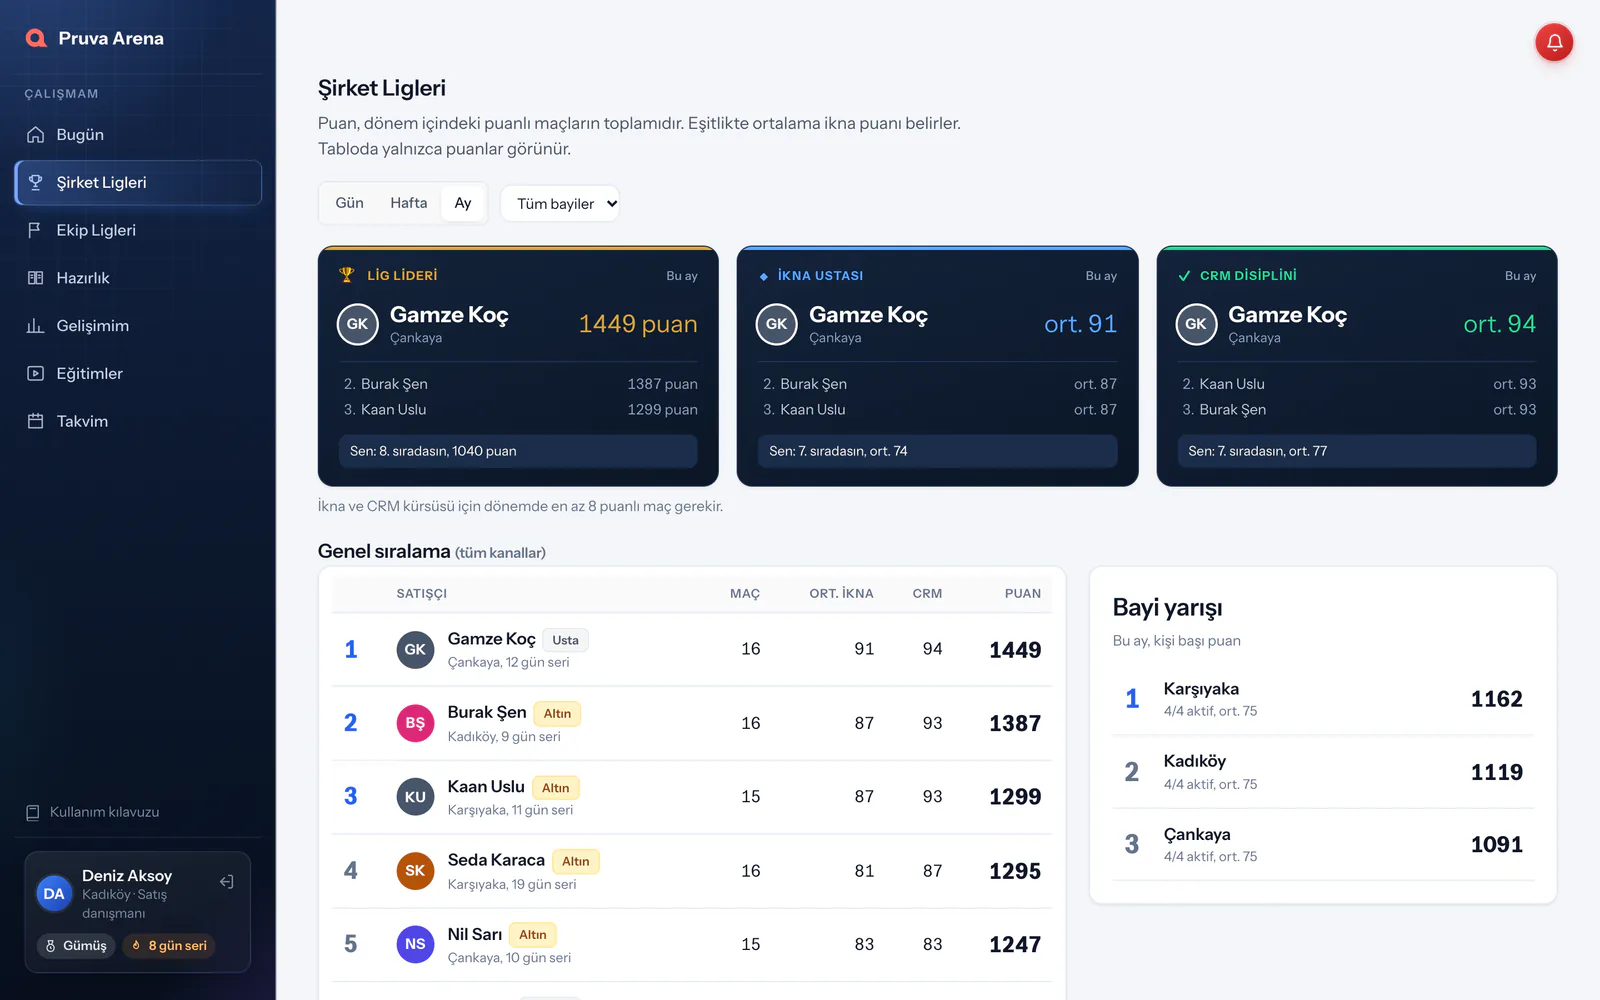 Pruva Arena
ÇALIŞMAM
Bugün
Şirket Ligleri
Ekip Ligleri
Hazırlık
Gelişimim
Eğitimler
Takvim
Kullanım kılavuzu
DA
Deniz Aksoy
Kadıköy · Satış
danışmanı
Gümüş
8 gün seri
Şirket Ligleri
Puan, dönem içindeki puanlı maçların toplamıdır. Eşitlikte ortalama ikna puanı belirler.
Tabloda yalnızca puanlar görünür.
Gün Hafta Ay Tüm bayiler
LİG LİDERİ Bu ay
GK Gamze Koç 1449 puan
Çankaya
2. Burak Şen 1387 puan
3. Kaan Uslu 1299 puan
Sen: 8. sıradasın, 1040 puan
İKNA USTASI Bu ay
GK Gamze Koç ort. 91
Çankaya
2. Burak Şen ort. 87
3. Kaan Uslu ort. 87
Sen: 7. sıradasın, ort. 74
CRM DİSİPLİNİ Bu ay
GK Gamze Koç ort. 94
Çankaya
2. Kaan Uslu ort. 93
3. Burak Şen ort. 93
Sen: 7. sıradasın, ort. 77
İkna ve CRM kürsüsü için dönemde en az 8 puanlı maç gerekir.
Genel sıralama (tüm kanallar)
SATIŞÇI MAÇ ORT. İKNA CRM PUAN
1 GK Gamze Koç Usta 16 91 94 1449
Çankaya, 12 gün seri
2 BŞ Burak Şen Altın 16 87 93 1387
Kadıköy, 9 gün seri
3 KU Kaan Uslu Altın 15 87 93 1299
Karşıyaka, 11 gün seri
4 SK Seda Karaca Altın 16 81 87 1295
Karşıyaka, 19 gün seri
5 NS Nil Sarı Altın 15 83 83 1247
Çankaya, 10 gün seri
Bayi yarışı
Bu ay, kişi başı puan
1 Karşıyaka 1162
4/4 aktif, ort. 75
2 Kadıköy 1119
4/4 aktif, ort. 75
3 Çankaya 1091
4/4 aktif, ort. 75